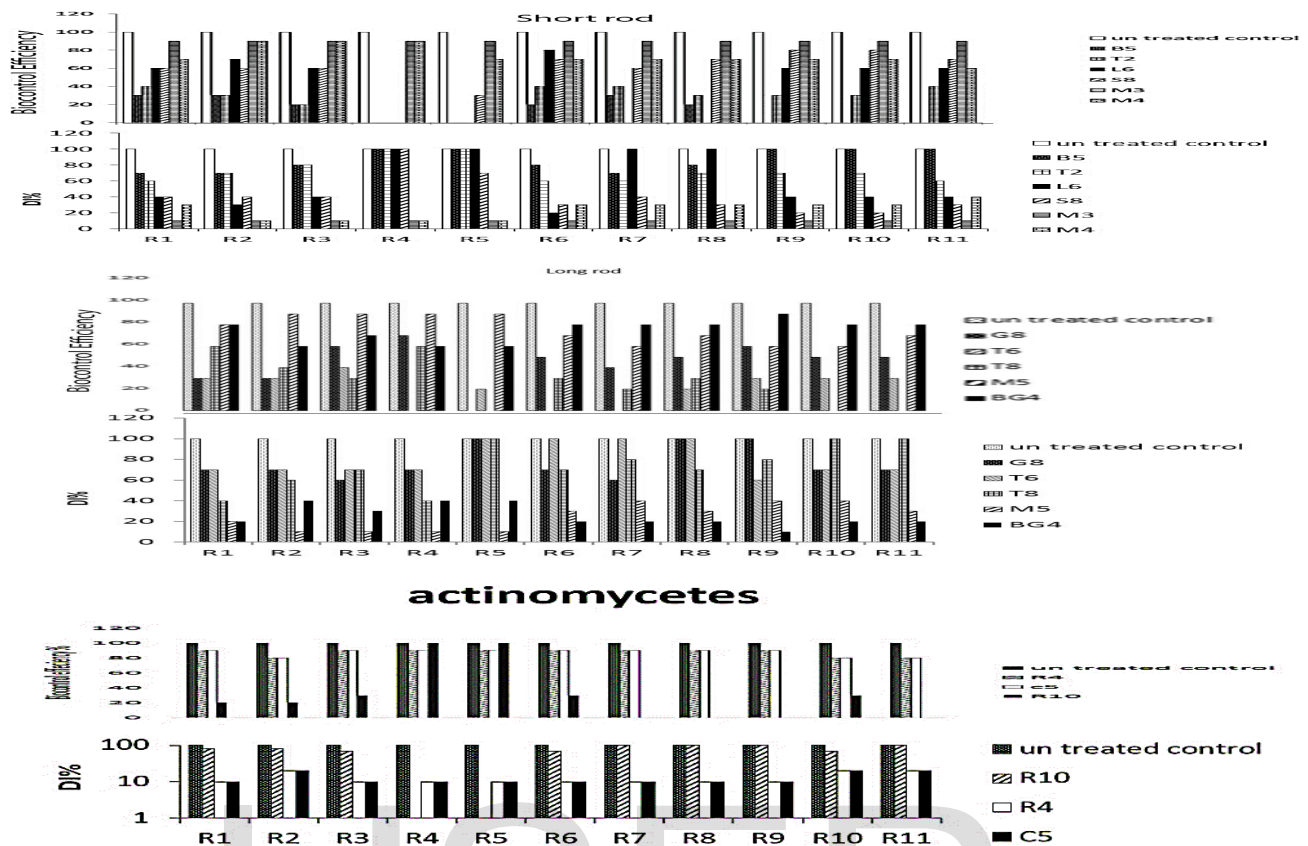 Short rod
Biocontrol Efficiency
120
100
80
60
40
20
0
un treated control
B5
T2
L6
S8
M3
M4
DI%
120
100
80
60
40
20
0
R1 R2 R3 R4 R5 R6 R7 R8 R9 R10 R11
un treated control
B5
T2
L6
S8
M3
M4
Long rod
Biocontrol Efficiency
120
100
80
60
40
20
0
un treated control
G8
T6
T8
M5
BG4
DI%
120
100
80
60
40
20
0
R1 R2 R3 R4 R5 R6 R7 R8 R9 R10 R11
un treated control
G8
T6
T8
M5
BG4
actinomycetes
Biocontrol efficiency%
120
100
80
60
40
20
0
un treated control
R4
c5
R10
DI%
100
10
1
R1 R2 R3 R4 R5 R6 R7 R8 R9 R10 R11
un treated control
R10
R4
C5